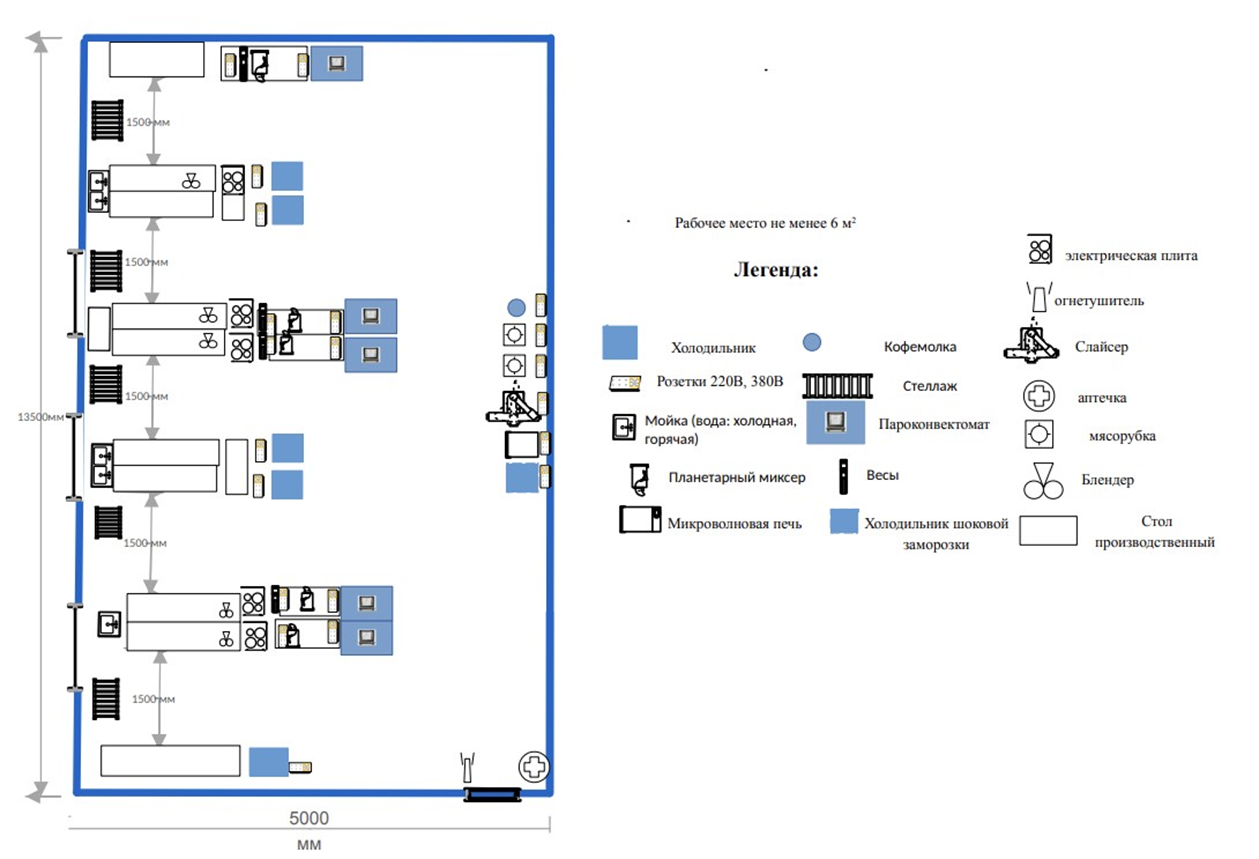 1500 мм
Рабочее место не менее 6 м²
1500 мм
электрическая плита
Легенда:
огнетушитель
Холодильник
Кофемолка
Слайсер
Розетки 220В, 380В
Стеллаж
1500 мм
аптечка
13500мм
Мойка (вода: холодная,
горячая)
Пароконвектомат
мясорубка
Планетарный миксер
Весы
Блендер
Микроволновая печь
Холодильник шоковой
заморозки
Стол
производственный
1500 мм
1500 мм
5000
мм